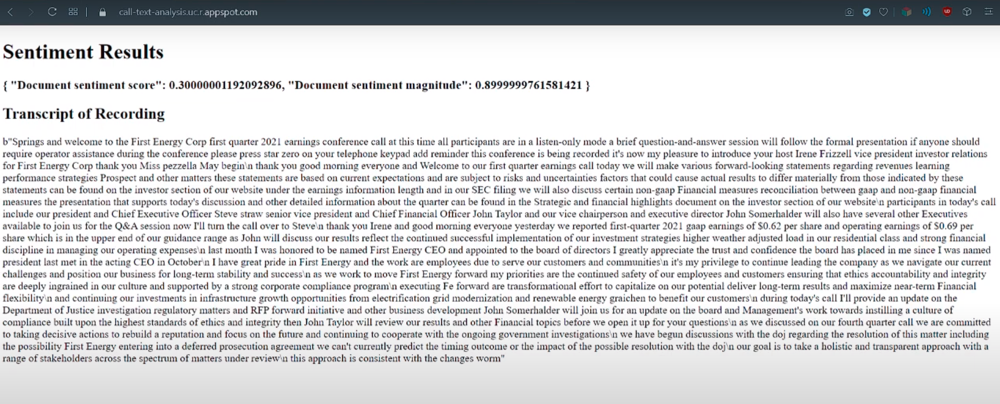 call-text-analysis.uc.r.appspot.com
Sentiment Results
{ "Document sentiment score": 0.30000001192092896, "Document sentiment magnitude": 0.8999999761581421 }
Transcript of Recording
b"Springs and welcome to the First Energy Corp first quarter 2021 earnings conference call at this time all participants are in a listen-only mode a brief question-and-answer session will follow the formal presentation if anyone should
require operator assistance during the conference please press star zero on your telephone keypad add reminder this conference is being recorded it's now my pleasure to introduce your host Irene Frizzell vice president investor relations
for First Energy Corp thank you Miss pezzella May begin\n thank you good morning everyone and Welcome to our first quarter earnings call today we will make various forward-looking statements regarding revenues learning
performance strategies Prospect and other matters these statements are based on current expectations and are subject to risks and uncertainties factors that could cause actual results to differ materially from those indicated by these
statements can be found on the investor section of our website under the earnings information length and in our SEC filing we will also discuss certain non-gaap Financial measures reconciliation between gaap and non-gaap financial
measures the presentation that supports today's discussion and other detailed information about the quarter can be found in the Strategic and financial highlights document on the investor section of our website\n participants in today's call
include our president and Chief Executive Officer Steve straw senior vice president and Chief Financial Officer John Taylor and our vice chairperson and executive director John Somerhalder will also have several other Executives
available to join us for the Q&A session now I'll turn the call over to Steve\n thank you Irene and good morning everyone yesterday we reported first-quarter 2021 gaap earnings of $0.62 per share and operating earnings of $0.69 per
share which is in the upper end of our guidance range as John will discuss our results reflect the continued successful implementation of our investment strategies higher weather adjusted load in our residential class and strong financial
discipline in managing our operating expenses\n last month I was honored to be named First Energy CEO and appointed to the board of directors I greatly appreciate the trust and confidence the board has placed in me since I was named
president last met in the acting CEO in October\n I have great pride in First Energy and the work are employees due to serve our customers and communities\n it's my privilege to continue leading the company as we navigate our current
challenges and position our business for long-term stability and success\n as we work to move First Energy forward my priorities are the continued safety of our employees and customers ensuring that ethics accountability and integrity
are deeply ingrained in our culture and supported by a strong corporate compliance program\n executing Fe forward are transformational effort to capitalize on our potential deliver long-term results and maximize near-term Financial
flexibility\n and continuing our investments in infrastructure growth opportunities from electrification grid modernization and renewable energy graichen to benefit our customers\n during today's call I'll provide an update on the
Department of Justice investigation regulatory matters and RFP forward initiative and other business development John Somerhalder will join us for an update on the board and Management's work towards instilling a culture of
compliance built upon the highest standards of ethics and integrity then John Taylor will review our results and other Financial topics before we open it up for your questions\n as we discussed on our fourth quarter call we are committed
to taking decisive actions to rebuild a reputation and focus on the future and continuing to cooperate with the ongoing government investigations\n we have begun discussions with the doj regarding the resolution of this matter including
the possibility First Energy entering into a deferred prosecution agreement we can't currently predict the timing outcome or the impact of the possible resolution with the doj\n our goal is to take a holistic and transparent approach with a
range of stakeholders across the spectrum of matters under review\n this approach is consistent with the changes worm"